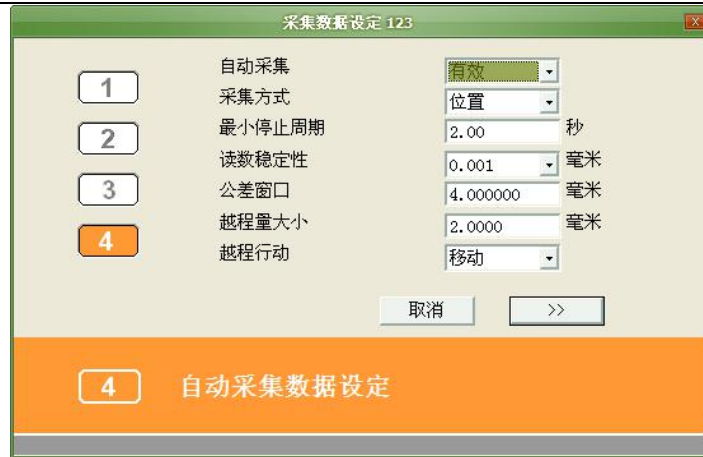 采集数据设定 123
1
自动采集 有效
采集方式 位置
2
最小停止周期 2.00 秒
读数稳定性 0.001 毫米
3
公差窗口 4.000000 毫米
越程量大小 2.0000 毫米
4
越程行动 移动
取消 >>
4 自动采集数据设定